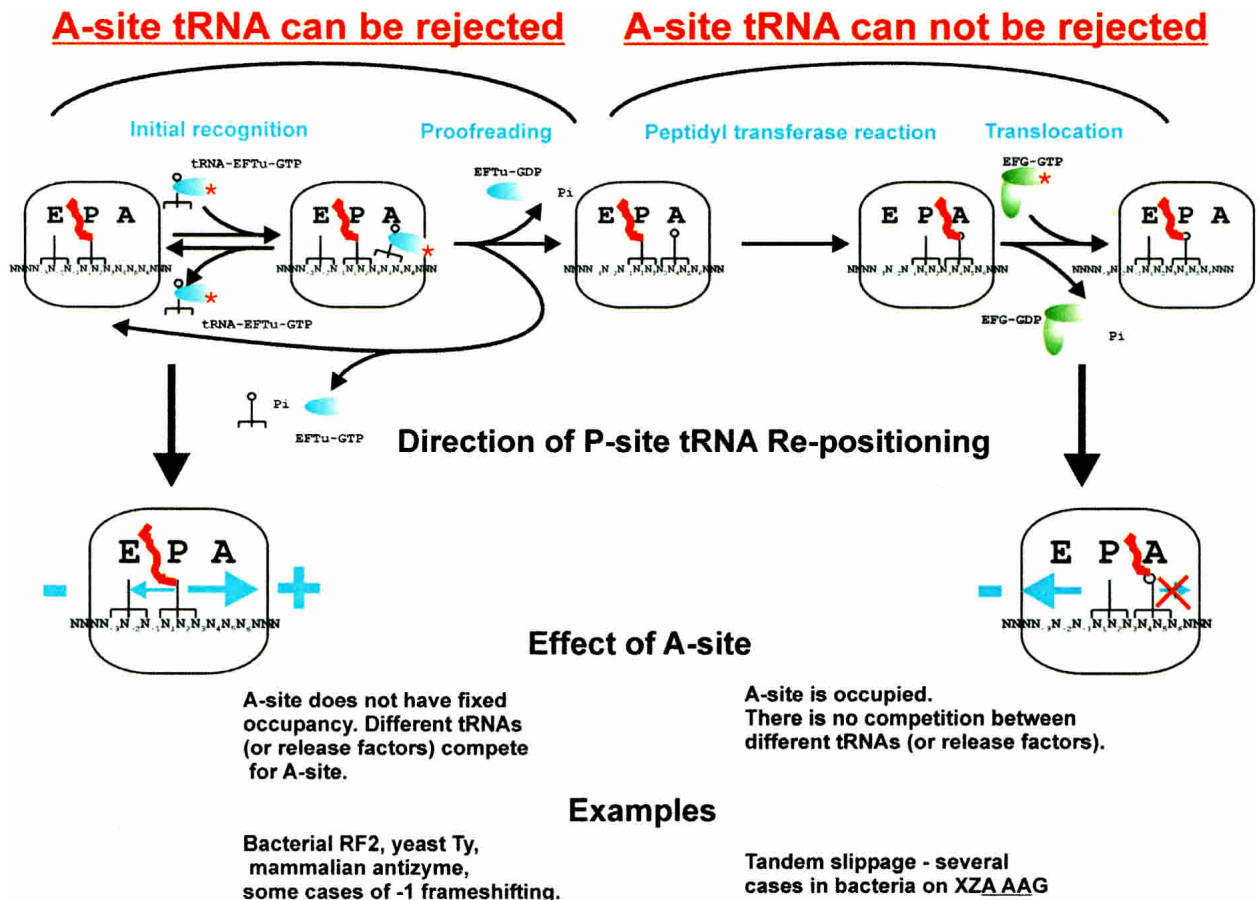 A-site tRNA can be rejected
A-site tRNA can not be rejected
Initial recognition
Proofreading
Peptidyl transferase reaction
Translocation
tRNA-EFTu-GTP
EFTu-GDP
Pi
EFG-GTP
E P A
E P A
E P A
E P A
E P A
tRNA-EFTu-GTP
EFG-GDP
Pi
Pi
EFTu-GTP
Direction of P-site tRNA Re-positioning
E P A
E P A
-
+
-
Effect of A-site
A-site does not have fixed
occupancy. Different tRNAs
(or release factors) compete
for A-site.
A-site is occupied.
There is no competition between
different tRNAs (or release factors).
Examples
Bacterial RF2, yeast Ty,
mammalian antizyme,
some cases of -1 frameshifting.
Tandem slippage - several
cases in bacteria on XZA AAG